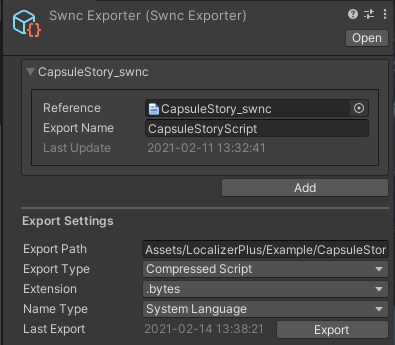 Swnc Exporter (Swnc Exporter)
Open
CapsuleStory_swnc
Reference CapsuleStory_swnc
Export Name CapsuleStoryScript
Last Update 2021-02-11 13:32:41
Add
Export Settings
Export Path Assets/LocalizerPlus/Example/CapsuleStor
Export Type Compressed Script
Extension .bytes
Name Type System Language
Last Export 2021-02-14 13:38:21 Export